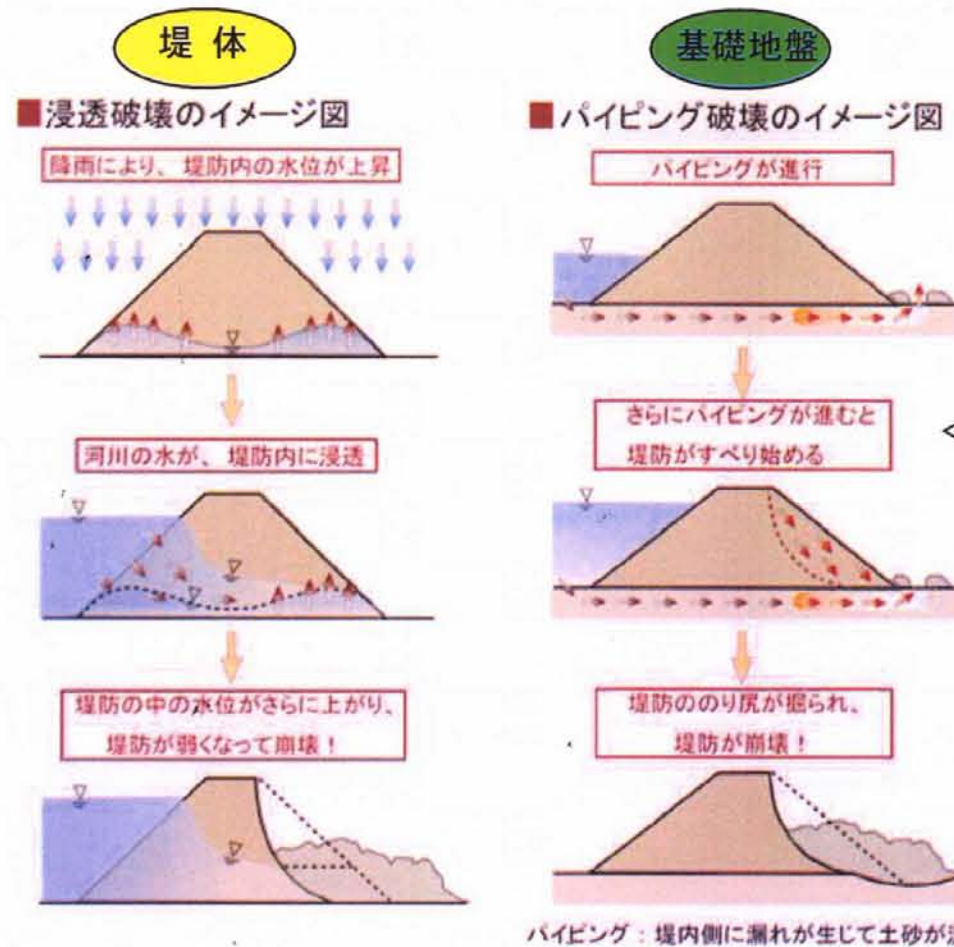 堤 体
■浸透破壊のイメージ図
降雨により、堤防内の水位が上昇
河川の水が、堤防内に浸透
堤防の中の水位がさらに上がり、
堤防が弱くなって崩壊！
基礎地盤
■パイピング破壊のイメージ図
パイピングが進行
さらにパイピングが進むと
堤防がすべり始める
堤防ののり尻が掘られ、
堤防が崩壊！
パイピング：堤内側に漏れが生じて土砂が